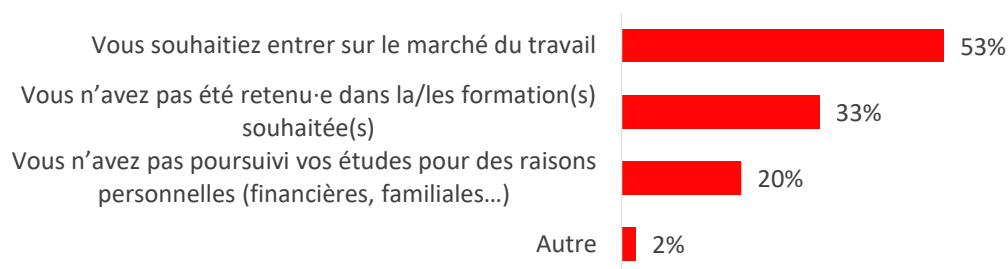 Vous souhaitiez entrer sur le marché du travail
53%
Vous n’avez pas été retenu·e dans la/les formation(s)
souhaitée(s)
33%
Vous n’avez pas poursuivi vos études pour des raisons
personnelles (financières, familiales…)
20%
Autre
2%